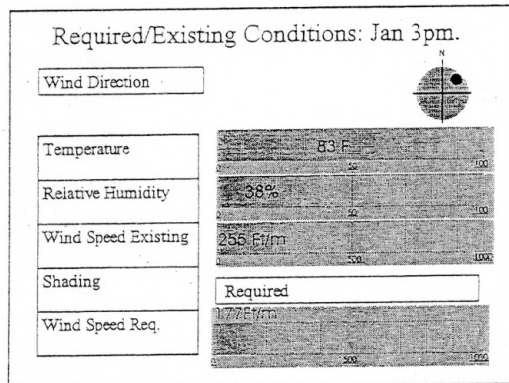 Required/Existing Conditions: Jan 3pm.
N
Wind Direction
Temperature
83 F
0 50 100
Relative Humidity
38%
0 50 100
Wind Speed Existing
255 Ft/m
0 500 1000
Shading
Required
Wind Speed Req.
177Ft/m
0 500 1000